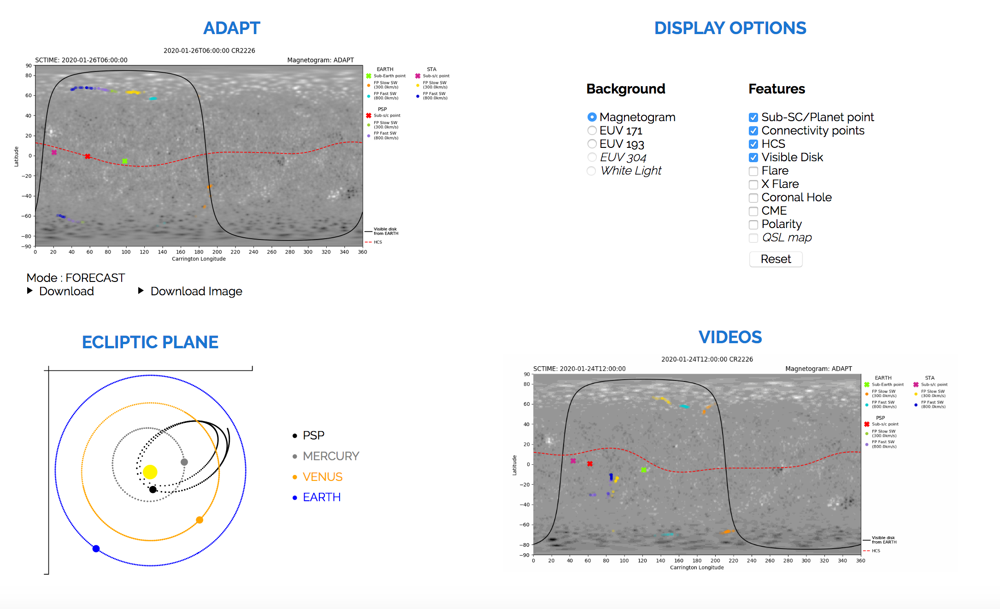 ADAPT
2020-01-26T06:00:00 CR2226
SCTIME: 2020-01-26T06:00:00 Magnetogram: ADAPT
90
80
60
40
20
0
−20
−40
−60
−80
−90
Latitude
0 20 40 60 80 100 120 140 160 180 200 220 240 260 280 300 320 340 360
Carrington Longitude
EARTH
Sub-Earth point
FP Slow SW
(300.0km/s)
FP Fast SW
(800.0km/s)
STA
Sub-s/c point
FP Slow SW
(300.0km/s)
FP Fast SW
(800.0km/s)
PSP
Sub-s/c point
FP Slow SW
(300.0km/s)
FP Fast SW
(800.0km/s)
Visible disk
from EARTH
HCS
Mode : FORECAST
Download Download Image
DISPLAY OPTIONS
Background
Magnetogram
EUV 171
EUV 193
EUV 304
White Light
Features
Sub-SC/Planet point
Connectivity points
HCS
Visible Disk
Flare
X Flare
Coronal Hole
CME
Polarity
QSL map
Reset
ECLIPTIC PLANE
PSP
MERCURY
VENUS
EARTH
VIDEOS
2020-01-24T12:00:00 CR2226
SCTIME: 2020-01-24T12:00:00 Magnetogram: ADAPT
90
80
60
40
20
0
−20
−40
−60
−80
−90
Latitude
0 20 40 60 80 100 120 140 160 180 200 220 240 260 280 300 320 340 360
Carrington Longitude
EARTH
Sub-Earth point
FP Slow SW
(300.0km/s)
FP Fast SW
(800.0km/s)
STA
Sub-s/c point
FP Slow SW
(300.0km/s)
FP Fast SW
(800.0km/s)
PSP
Sub-s/c point
FP Slow SW
(300.0km/s)
FP Fast SW
(800.0km/s)
Visible disk
from EARTH
HCS